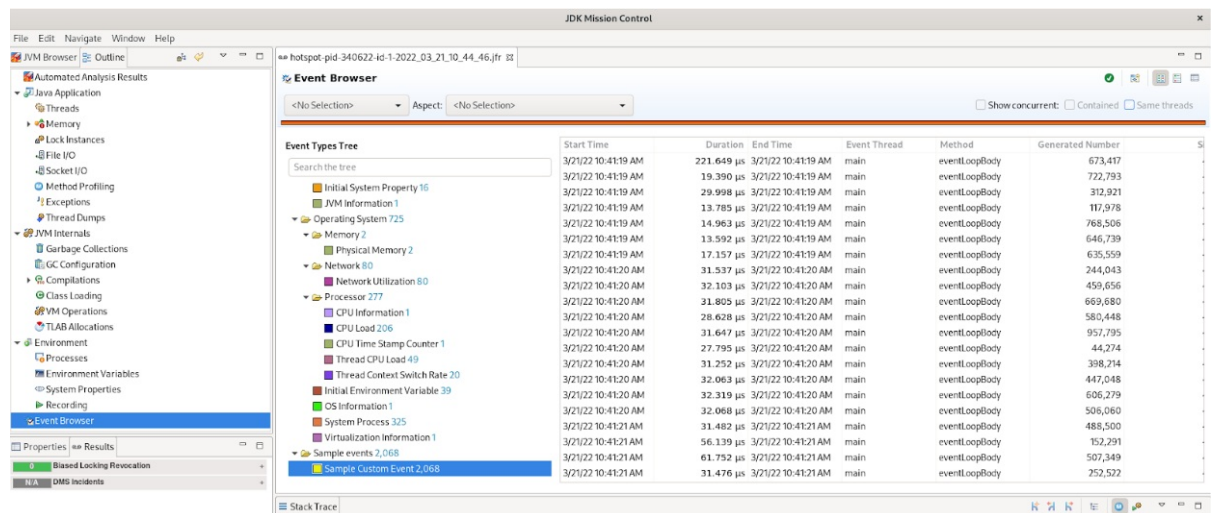 JDK Mission Control
File Edit Navigate Window Help
JVM Browser Outline
Automated Analysis Results
Java Application
Threads
Memory
Lock Instances
File I/O
Socket I/O
Method Profiling
Exceptions
Thread Dumps
JVM Internals
Garbage Collections
GC Configuration
Compilations
Class Loading
VM Operations
TLAB Allocations
Environment
Processes
Environment Variables
System Properties
Recording
Event Browser
Properties Results
0 Biased Locking Revocation
N/A DMS Incidents
hotspot-pid-340622-id-1-2022_03_21_10_44_46.jfr
Event Browser
<No Selection> Aspect: <No Selection> Show concurrent: Contained Same threads
Event Types Tree
Search the tree
Initial System Property 16
JVM Information 1
Operating System 725
Memory 2
Physical Memory 2
Network 80
Network Utilization 80
Processor 277
CPU Information 1
CPU Load 206
CPU Time Stamp Counter 1
Thread CPU Load 49
Thread Context Switch Rate 20
Initial Environment Variable 39
OS Information 1
System Process 325
Virtualization Information 1
Sample events 2,068
Sample Custom Event 2,068
Start Time Duration End Time Event Thread Method Generated Number
3/21/22 10:41:19 AM 221.649 µs 3/21/22 10:41:19 AM main eventLoopBody 673,417
3/21/22 10:41:19 AM 19.390 µs 3/21/22 10:41:19 AM main eventLoopBody 722,793
3/21/22 10:41:19 AM 29.998 µs 3/21/22 10:41:19 AM main eventLoopBody 312,921
3/21/22 10:41:19 AM 13.785 µs 3/21/22 10:41:19 AM main eventLoopBody 117,978
3/21/22 10:41:19 AM 14.963 µs 3/21/22 10:41:19 AM main eventLoopBody 768,506
3/21/22 10:41:19 AM 13.592 µs 3/21/22 10:41:19 AM main eventLoopBody 646,739
3/21/22 10:41:19 AM 17.157 µs 3/21/22 10:41:19 AM main eventLoopBody 635,559
3/21/22 10:41:20 AM 31.537 µs 3/21/22 10:41:20 AM main eventLoopBody 244,043
3/21/22 10:41:20 AM 32.103 µs 3/21/22 10:41:20 AM main eventLoopBody 459,656
3/21/22 10:41:20 AM 31.805 µs 3/21/22 10:41:20 AM main eventLoopBody 669,680
3/21/22 10:41:20 AM 28.628 µs 3/21/22 10:41:20 AM main eventLoopBody 580,448
3/21/22 10:41:20 AM 31.647 µs 3/21/22 10:41:20 AM main eventLoopBody 957,795
3/21/22 10:41:20 AM 27.795 µs 3/21/22 10:41:20 AM main eventLoopBody 44,274
3/21/22 10:41:20 AM 31.252 µs 3/21/22 10:41:20 AM main eventLoopBody 398,214
3/21/22 10:41:20 AM 32.063 µs 3/21/22 10:41:20 AM main eventLoopBody 447,048
3/21/22 10:41:20 AM 32.319 µs 3/21/22 10:41:20 AM main eventLoopBody 606,279
3/21/22 10:41:20 AM 32.068 µs 3/21/22 10:41:20 AM main eventLoopBody 506,060
3/21/22 10:41:21 AM 31.482 µs 3/21/22 10:41:21 AM main eventLoopBody 488,500
3/21/22 10:41:21 AM 56.139 µs 3/21/22 10:41:21 AM main eventLoopBody 152,291
3/21/22 10:41:21 AM 61.752 µs 3/21/22 10:41:21 AM main eventLoopBody 507,349
3/21/22 10:41:21 AM 31.476 µs 3/21/22 10:41:21 AM main eventLoopBody 252,522
Stack Trace